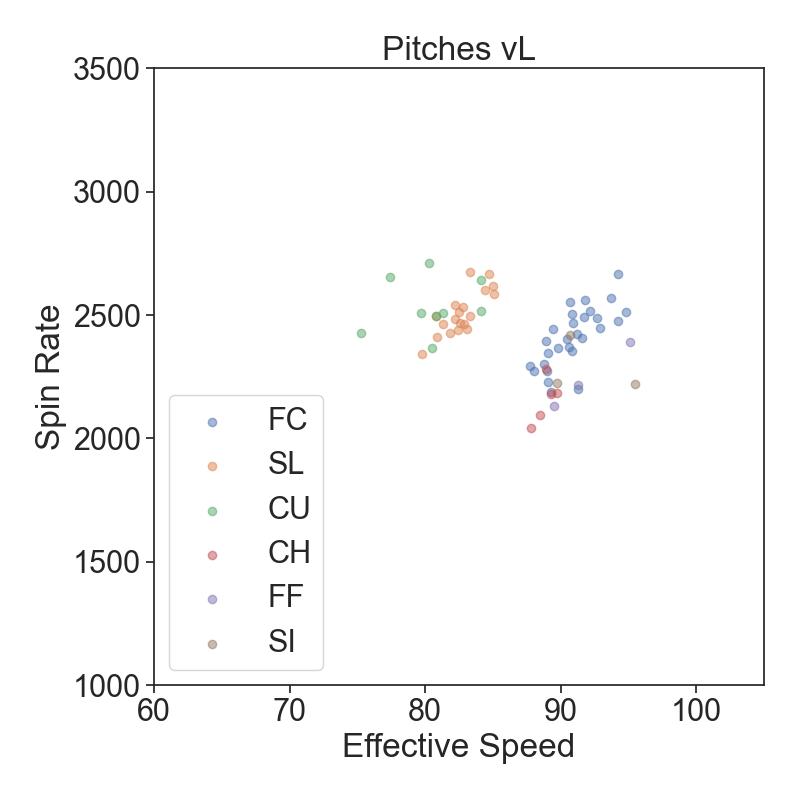 Pitches vL
3500
3000
2500
2000
1500
1000
Spin Rate
FC
SL
CU
CH
FF
SI
60 70 80 90 100
Effective Speed